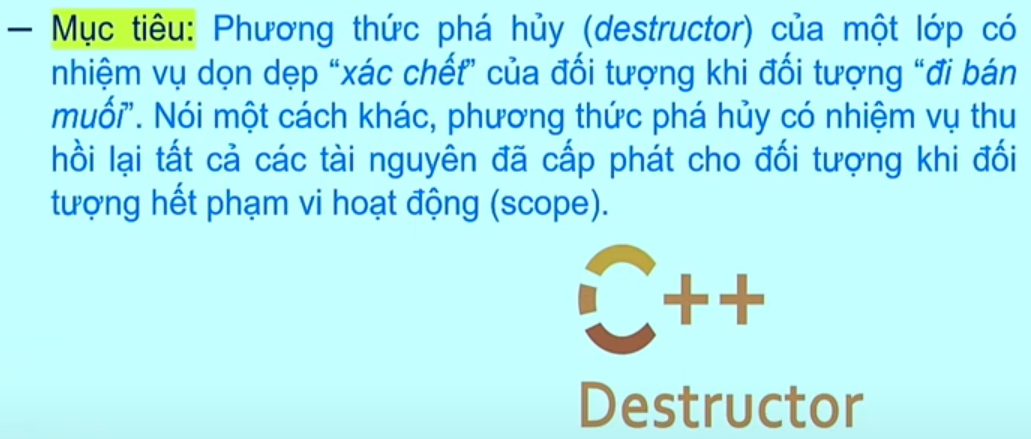 – Mục tiêu: Phương thức phá hủy (destructor) của một lớp có
nhiệm vụ dọn dẹp “xác chết” của đối tượng khi đối tượng “đi bán
muối”. Nói một cách khác, phương thức phá hủy có nhiệm vụ thu
hồi lại tất cả các tài nguyên đã cấp phát cho đối tượng khi đối
tượng hết phạm vi hoạt động (scope).
C++
Destructor